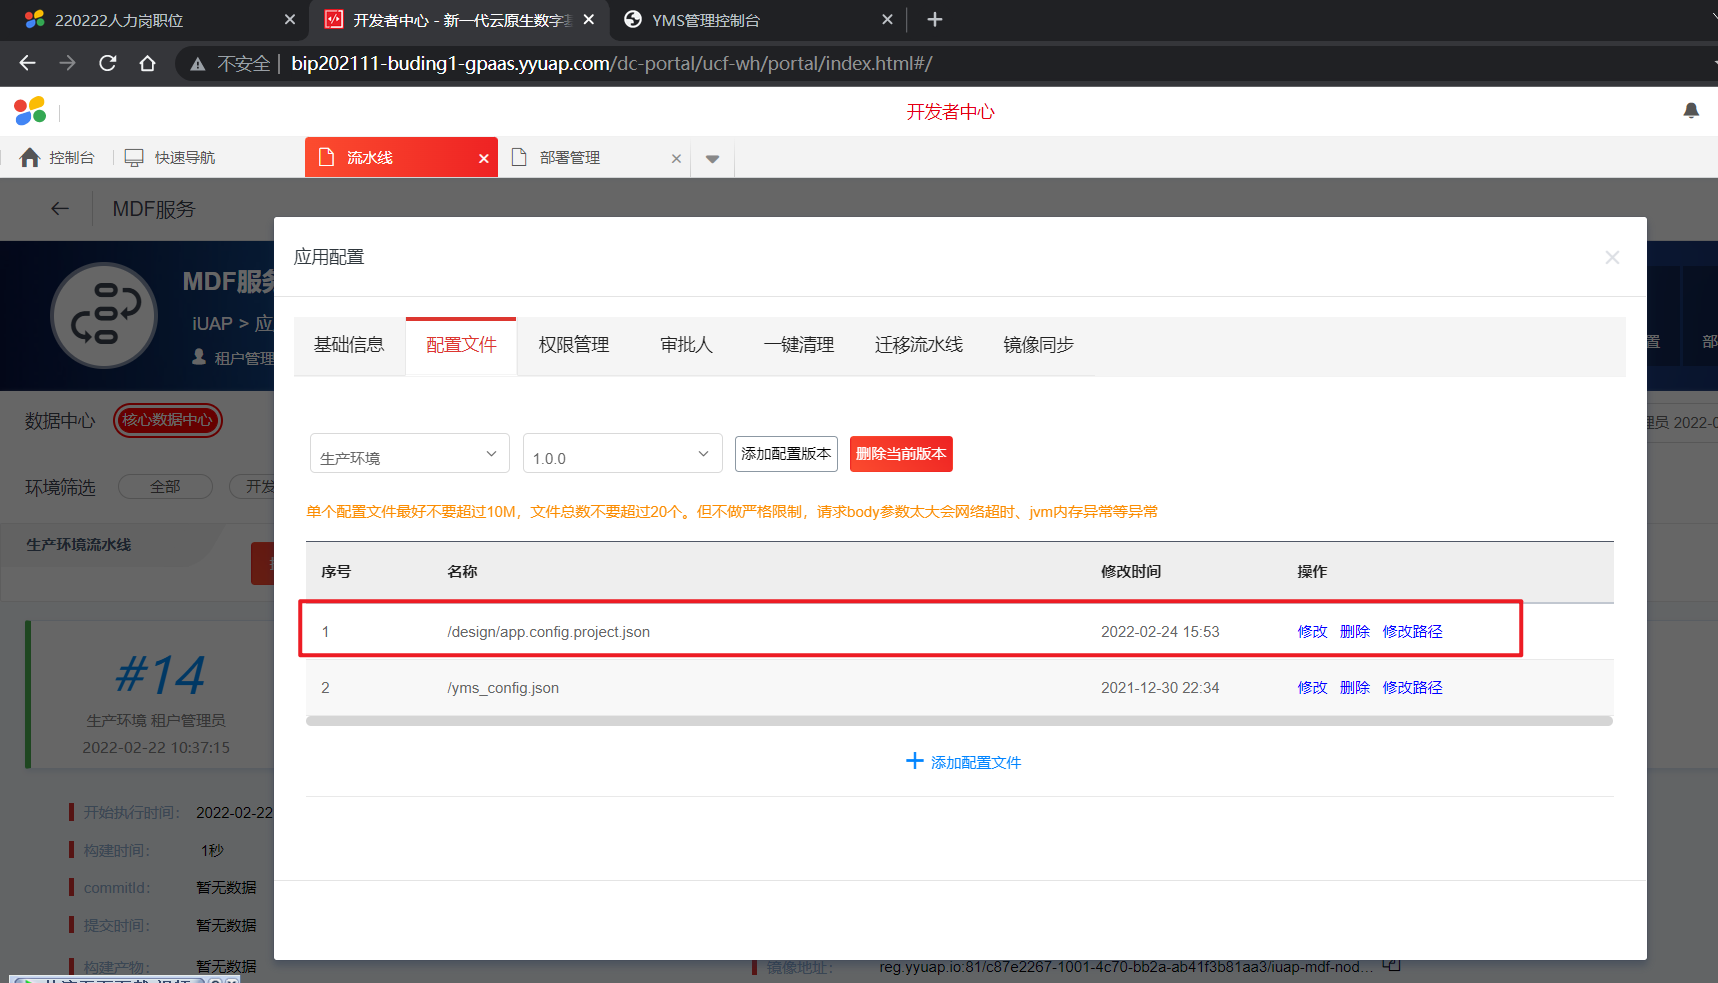 220222人力岗职位
开发者中心 - 新一代云原生数字
YMS管理控制台
不安全 | bip202111-buding1-gpaas.yyuap.com/dc-portal/ucf-wh/portal/index.html#/
开发者中心
控制台
快速导航
流水线
部署管理
MDF服务
应用配置
MDF服
iUAP > 应
租户管理
置
部
基础信息
配置文件
权限管理
审批人
一键清理
迁移流水线
镜像同步
数据中心
核心数据中心
理员 2022-0
生产环境
1.0.0
添加配置版本
删除当前版本
环境筛选
全部
开发
单个配置文件最好不要超过10M，文件总数不要超过20个。但不做严格限制，请求body参数太大会网络超时、jvm内存异常等异常
生产环境流水线
序号 名称 修改时间 操作
1 /design/app.config.project.json 2022-02-24 15:53 修改 删除 修改路径
2 /yms_config.json 2021-12-30 22:34 修改 删除 修改路径
#14
生产环境 租户管理员
2022-02-22 10:37:15
添加配置文件
开始执行时间： 2022-02-22
构建时间： 1秒
commitId： 暂无数据
提交时间： 暂无数据
构建产物： 暂无数据
镜像地址： reg.yyuap.io:81/c87e2267-1001-4c70-bb2a-ab41f3b81aa3/iuap-mdf-nod...